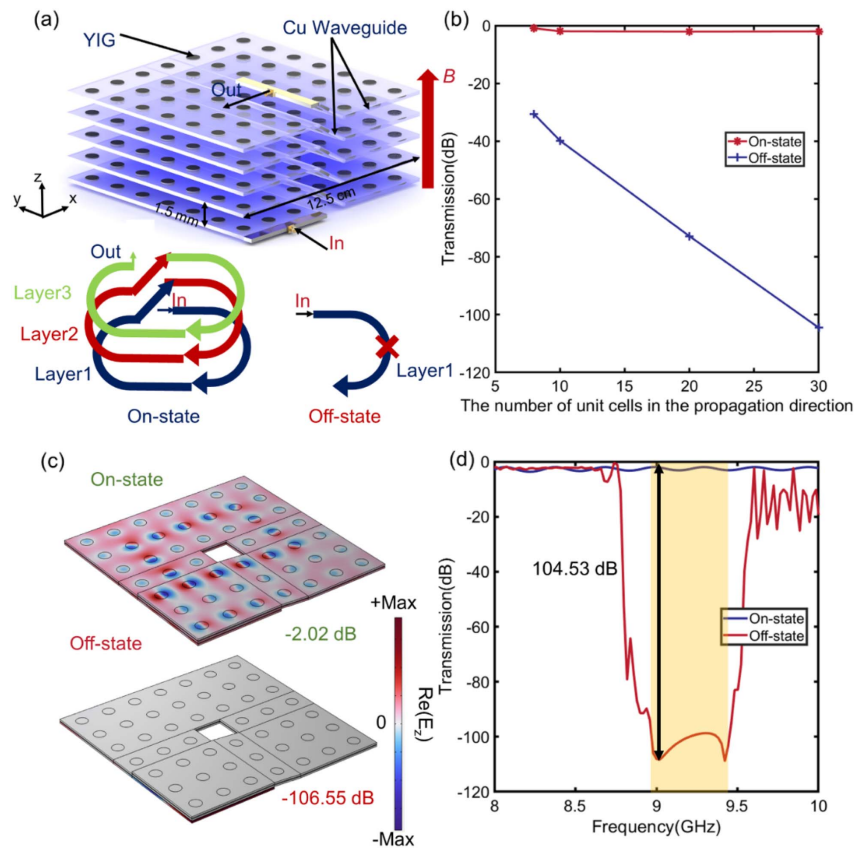 (a)
YIG
Cu Waveguide
Out
B
z
y
x
1.5 mm
12.5 cm
In
Out
Layer3
In
Layer2
Layer1
On-state
In
Layer1
Off-state
(b)
0
-20
-40
-60
-80
-100
-120
Transmission(dB)
On-state
Off-state
5
10
15
20
25
30
The number of unit cells in the propagation direction
(c)
On-state
-2.02 dB
Off-state
+Max
0
Re(E_z)
-Max
-106.55 dB
(d)
0
-20
-40
-60
-80
-100
-120
Transmission(dB)
104.53 dB
On-state
Off-state
8
8.5
9
9.5
10
Frequency(GHz)